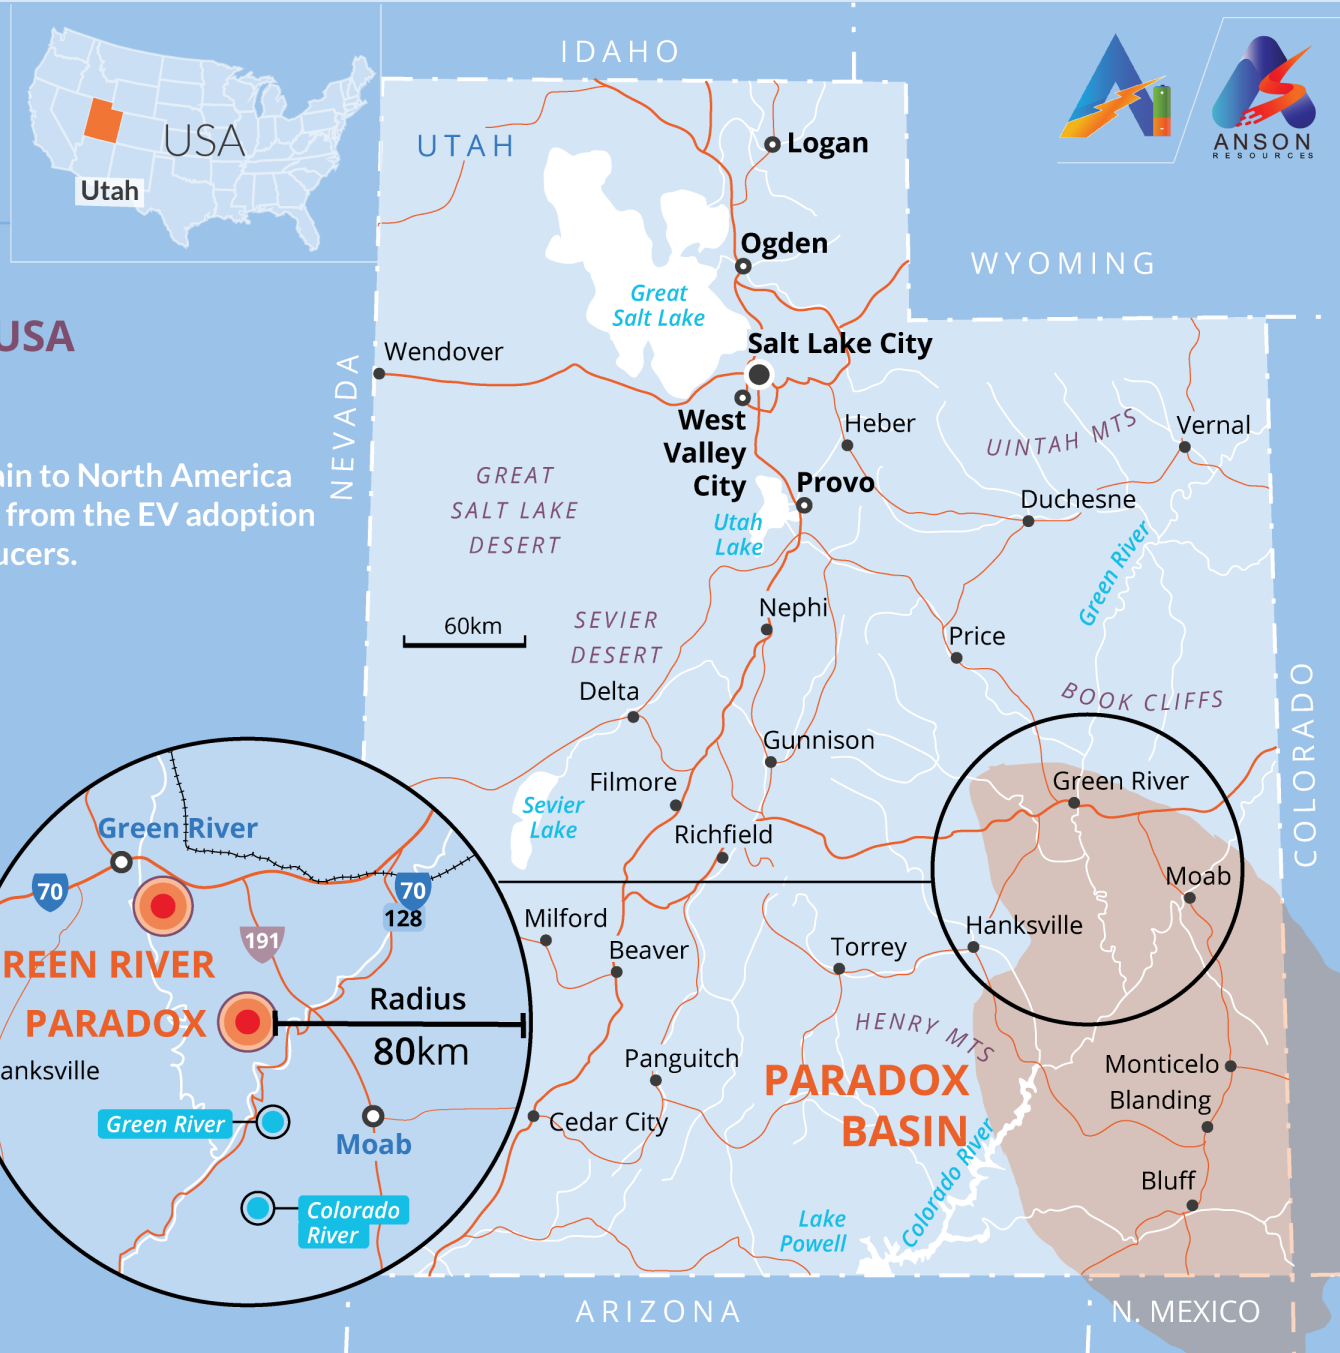 IDAHO
USA
Utah
UTAH
Logan
ANSON
RESOURCES
Ogden
WYOMING
Great
Salt Lake
USA
Salt Lake City
Wendover
NEVADA
West
Valley
City
Heber
UINTAH MTS
Vernal
ain to North America
from the EV adoption
ucers.
GREAT
SALT LAKE
DESERT
Provo
Utah
Lake
Duchesne
Green River
60km
SEVIER
DESERT
Nephi
Price
Delta
BOOK CLIFFS
COLORADO
Gunnison
Filmore
Green River
Sevier
Lake
Richfield
Green River
70
70
128
191
Moab
Milford
Beaver
Torrey
Hanksville
REEN RIVER
PARADOX
Radius
80km
anksville
HENRY MTS
Panguitch
PARADOX
BASIN
Monticelo
Blanding
Green River
Moab
Cedar City
Colorado River
Bluff
Colorado
River
Lake
Powell
ARIZONA
N. MEXICO